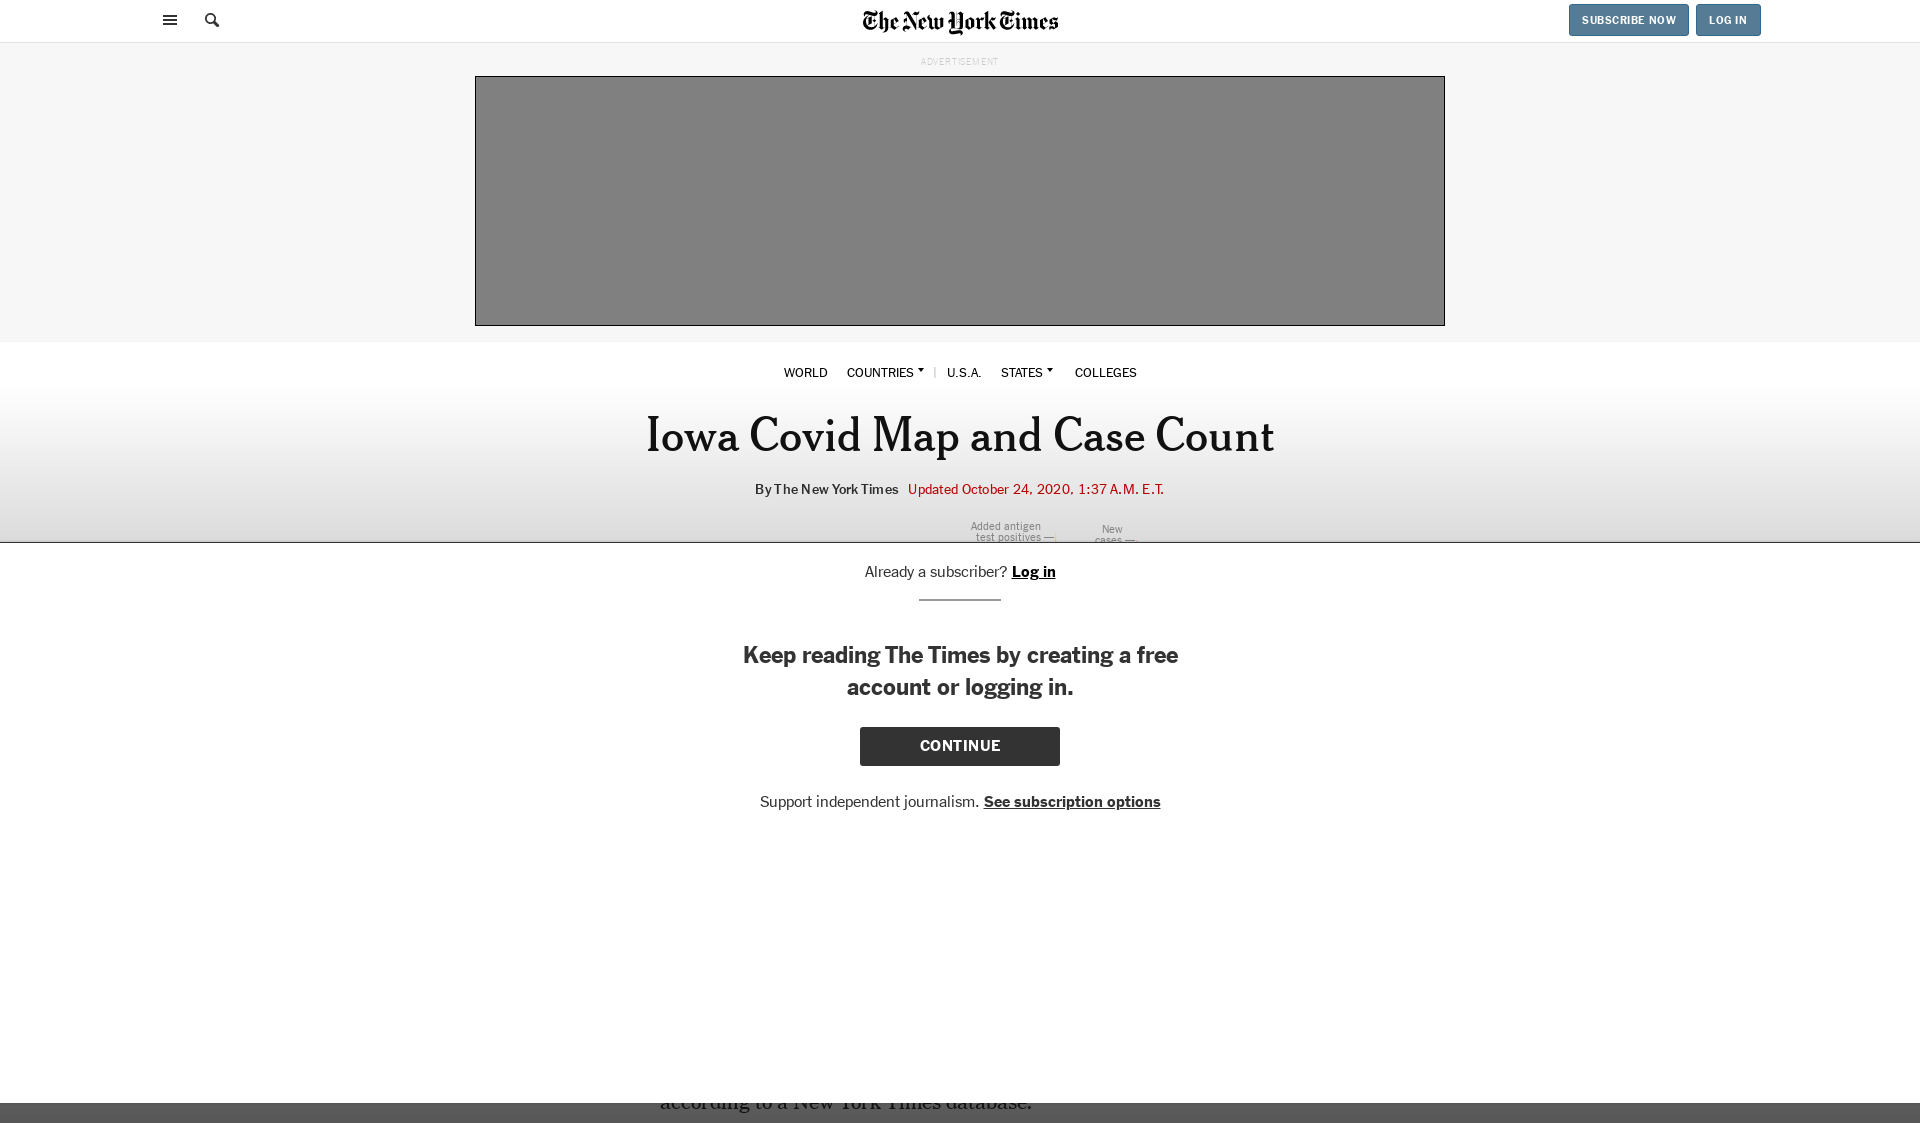 The New York Times
SUBSCRIBE NOW
LOG IN
ADVERTISEMENT
WORLD COUNTRIES U.S.A. STATES COLLEGES
Iowa Covid Map and Case Count
By The New York Times Updated October 24, 2020, 1:37 A.M. E.T.
Added antigen
test positives —
New
cases —
Already a subscriber? Log in
Keep reading The Times by creating a free
account or logging in.
CONTINUE
Support independent journalism. See subscription options
according to a New York Times database.